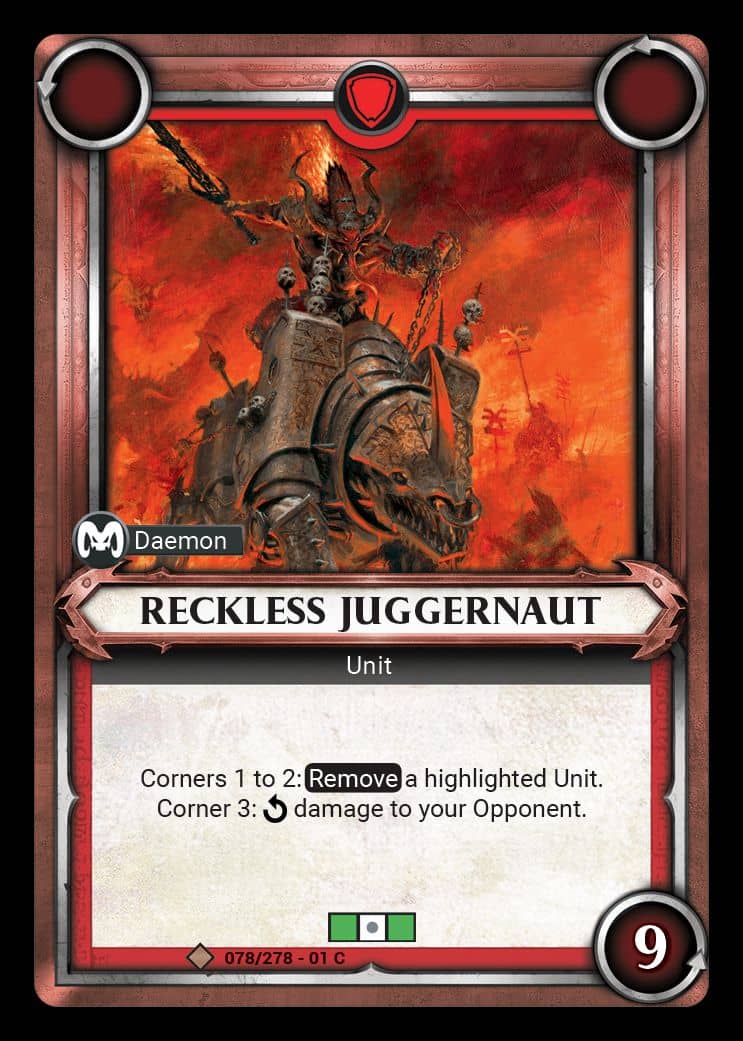 Daemon
RECKLESS JUGGERNAUT
Unit
Corners 1 to 2: Remove a highlighted Unit.
Corner 3: damage to your Opponent.
078/278 - 01 C
9